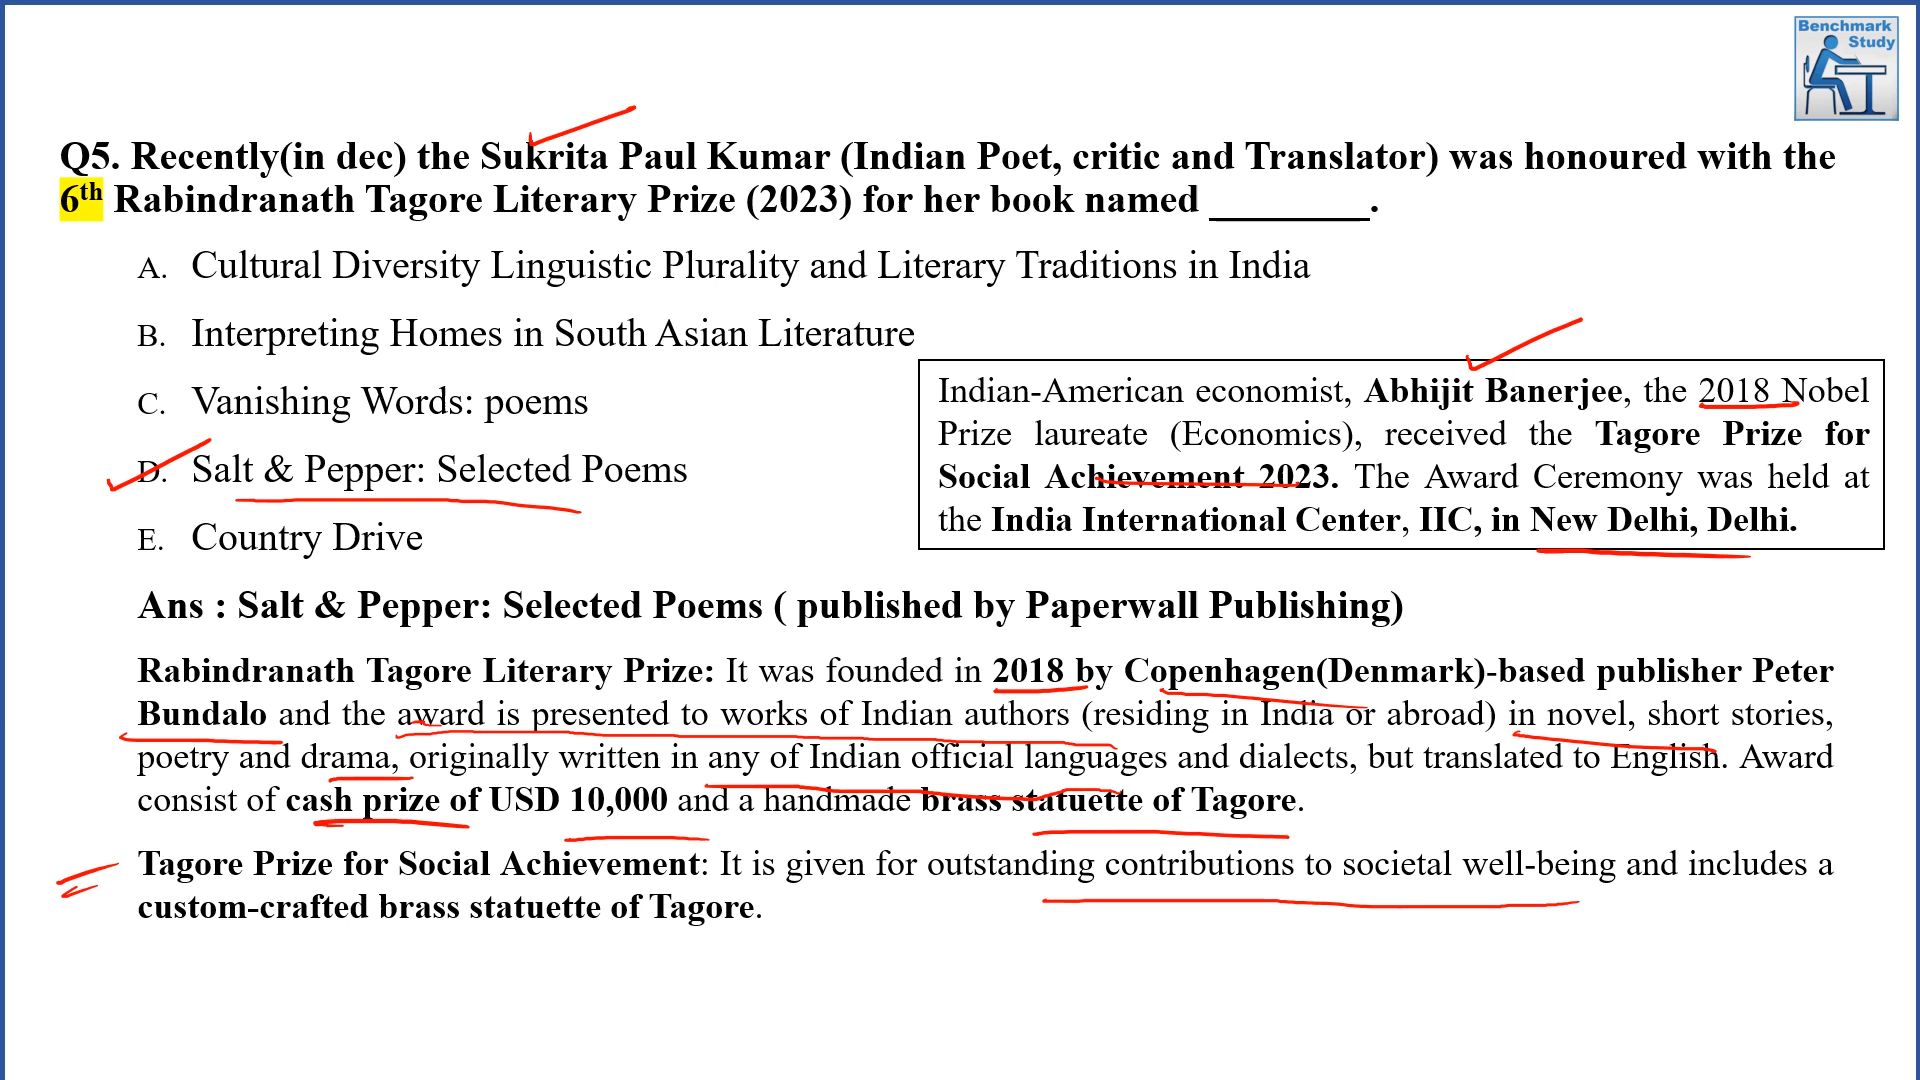 Benchmark
Study
Q5. Recently(in dec) the Sukrita Paul Kumar (Indian Poet, critic and Translator) was honoured with the
6th Rabindranath Tagore Literary Prize (2023) for her book named ________.
A. Cultural Diversity Linguistic Plurality and Literary Traditions in India
B. Interpreting Homes in South Asian Literature
C. Vanishing Words: poems
D. Salt & Pepper: Selected Poems
E. Country Drive
Indian-American economist, Abhijit Banerjee, the 2018 Nobel
Prize laureate (Economics), received the Tagore Prize for
Social Achievement 2023. The Award Ceremony was held at
the India International Center, IIC, in New Delhi, Delhi.
Ans : Salt & Pepper: Selected Poems ( published by Paperwall Publishing)
Rabindranath Tagore Literary Prize: It was founded in 2018 by Copenhagen(Denmark)-based publisher Peter
Bundalo and the award is presented to works of Indian authors (residing in India or abroad) in novel, short stories,
poetry and drama, originally written in any of Indian official languages and dialects, but translated to English. Award
consist of cash prize of USD 10,000 and a handmade brass statuette of Tagore.
Tagore Prize for Social Achievement: It is given for outstanding contributions to societal well-being and includes a
custom-crafted brass statuette of Tagore.